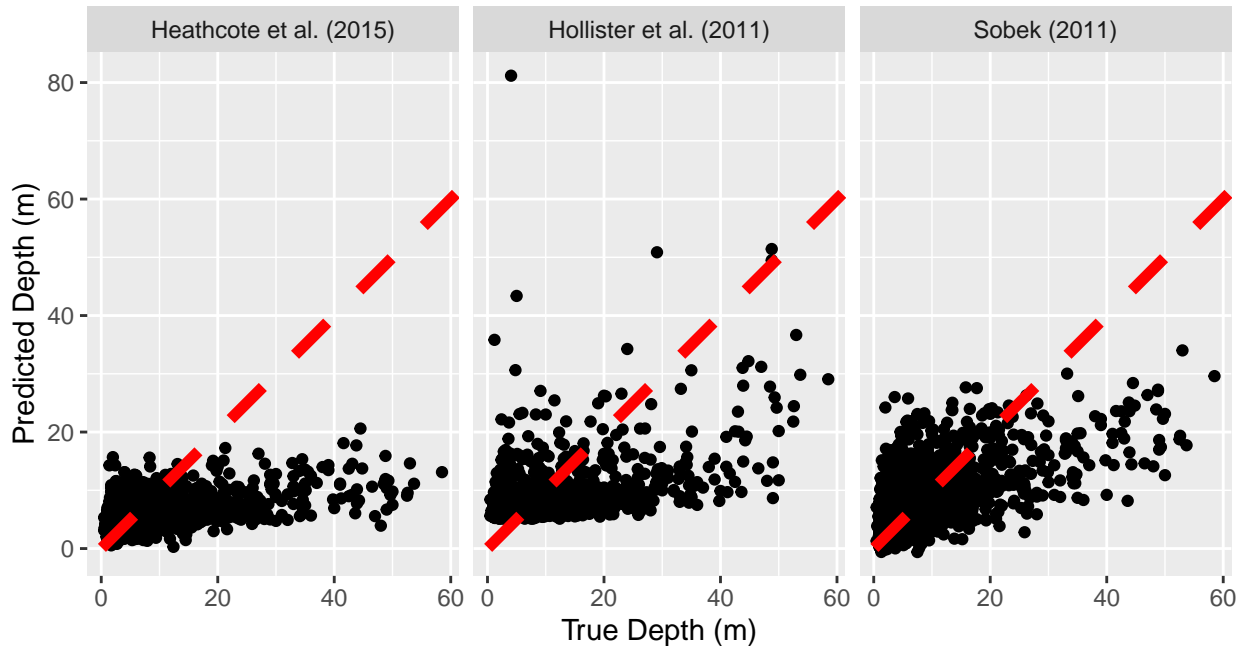 Heathcote et al. (2015)
Hollister et al. (2011)
Sobek (2011)
Predicted Depth (m)
80
60
40
20
0
0 20 40 60
0 20 40 60
0 20 40 60
True Depth (m)